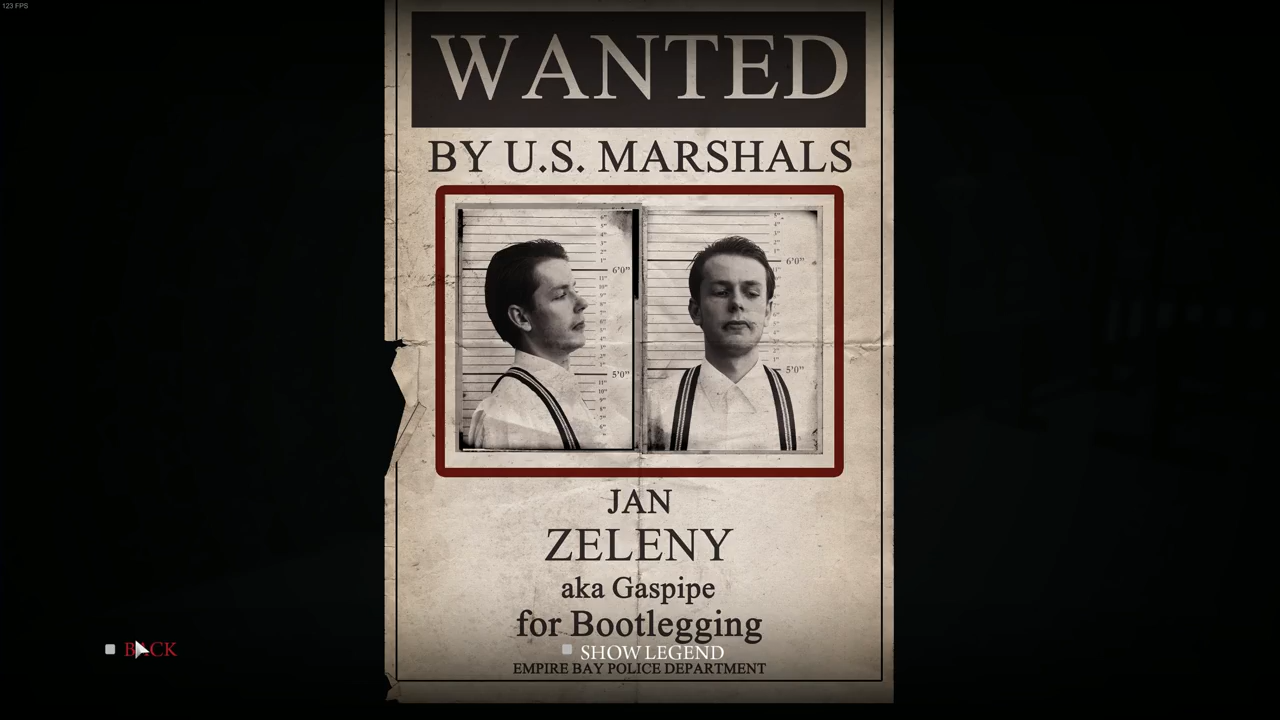 123 FPS
WANTED
BY U.S. MARSHALS
6'0"
6'0"
5'0"
5'0"
JAN
ZELENY
aka Gaspipe
for Bootlegging
BACK
SHOW LEGEND
EMPIRE BAY POLICE DEPARTMENT